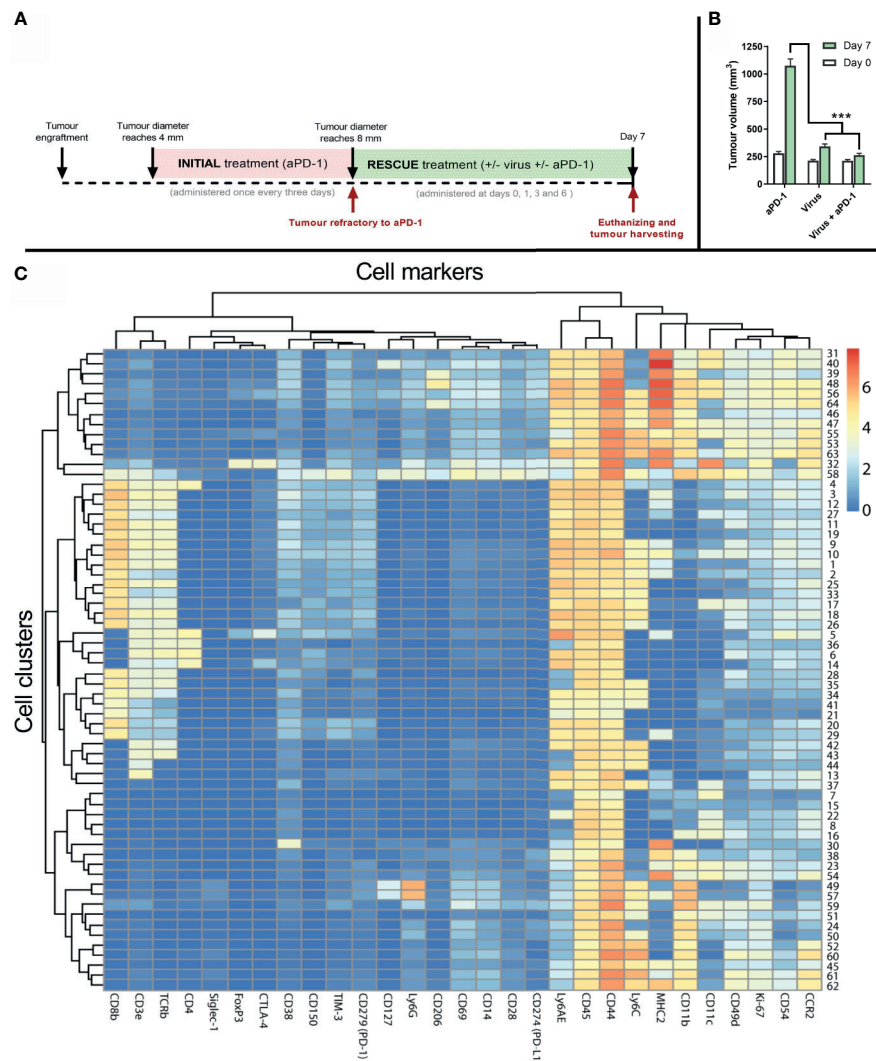 A
Tumour
engraftment
Tumour diameter
reaches 4 mm
Tumour diameter
reaches 8 mm
Day 7
INITIAL treatment (aPD-1)
RESCUE treatment (+/- virus +/- aPD-1)
(administered once every three days)
(administered at days 0, 1, 3 and 6 )
Tumour refractory to aPD-1
Euthanizing and
tumour harvesting
B
Tumour volume (mm³)
1250
1000
750
500
250
0
Day 7
Day 0
***
aPD-1
Virus
Virus + aPD-1
C
Cell markers
Cell clusters
31
40
39
48
56
64
46
47
55
53
63
32
58
4
3
12
27
11
19
9
10
1
2
25
33
17
18
26
5
36
6
14
28
35
34
41
21
20
29
42
43
44
13
37
7
15
22
8
16
30
38
23
54
49
57
59
51
24
50
52
60
45
61
62
6
4
2
0
CD8b
CD3e
TCRb
CD4
Siglec-1
FoxP3
CTLA-4
CD38
CD150
TIM-3
CD279 (PD-1)
CD127
Ly6G
CD206
CD69
CD14
CD28
CD274 (PD-L1
Ly6AE
CD45
CD44
Ly6C
MHC2
CD11b
CD11c
CD49d
Ki-67
CD54
CCR2